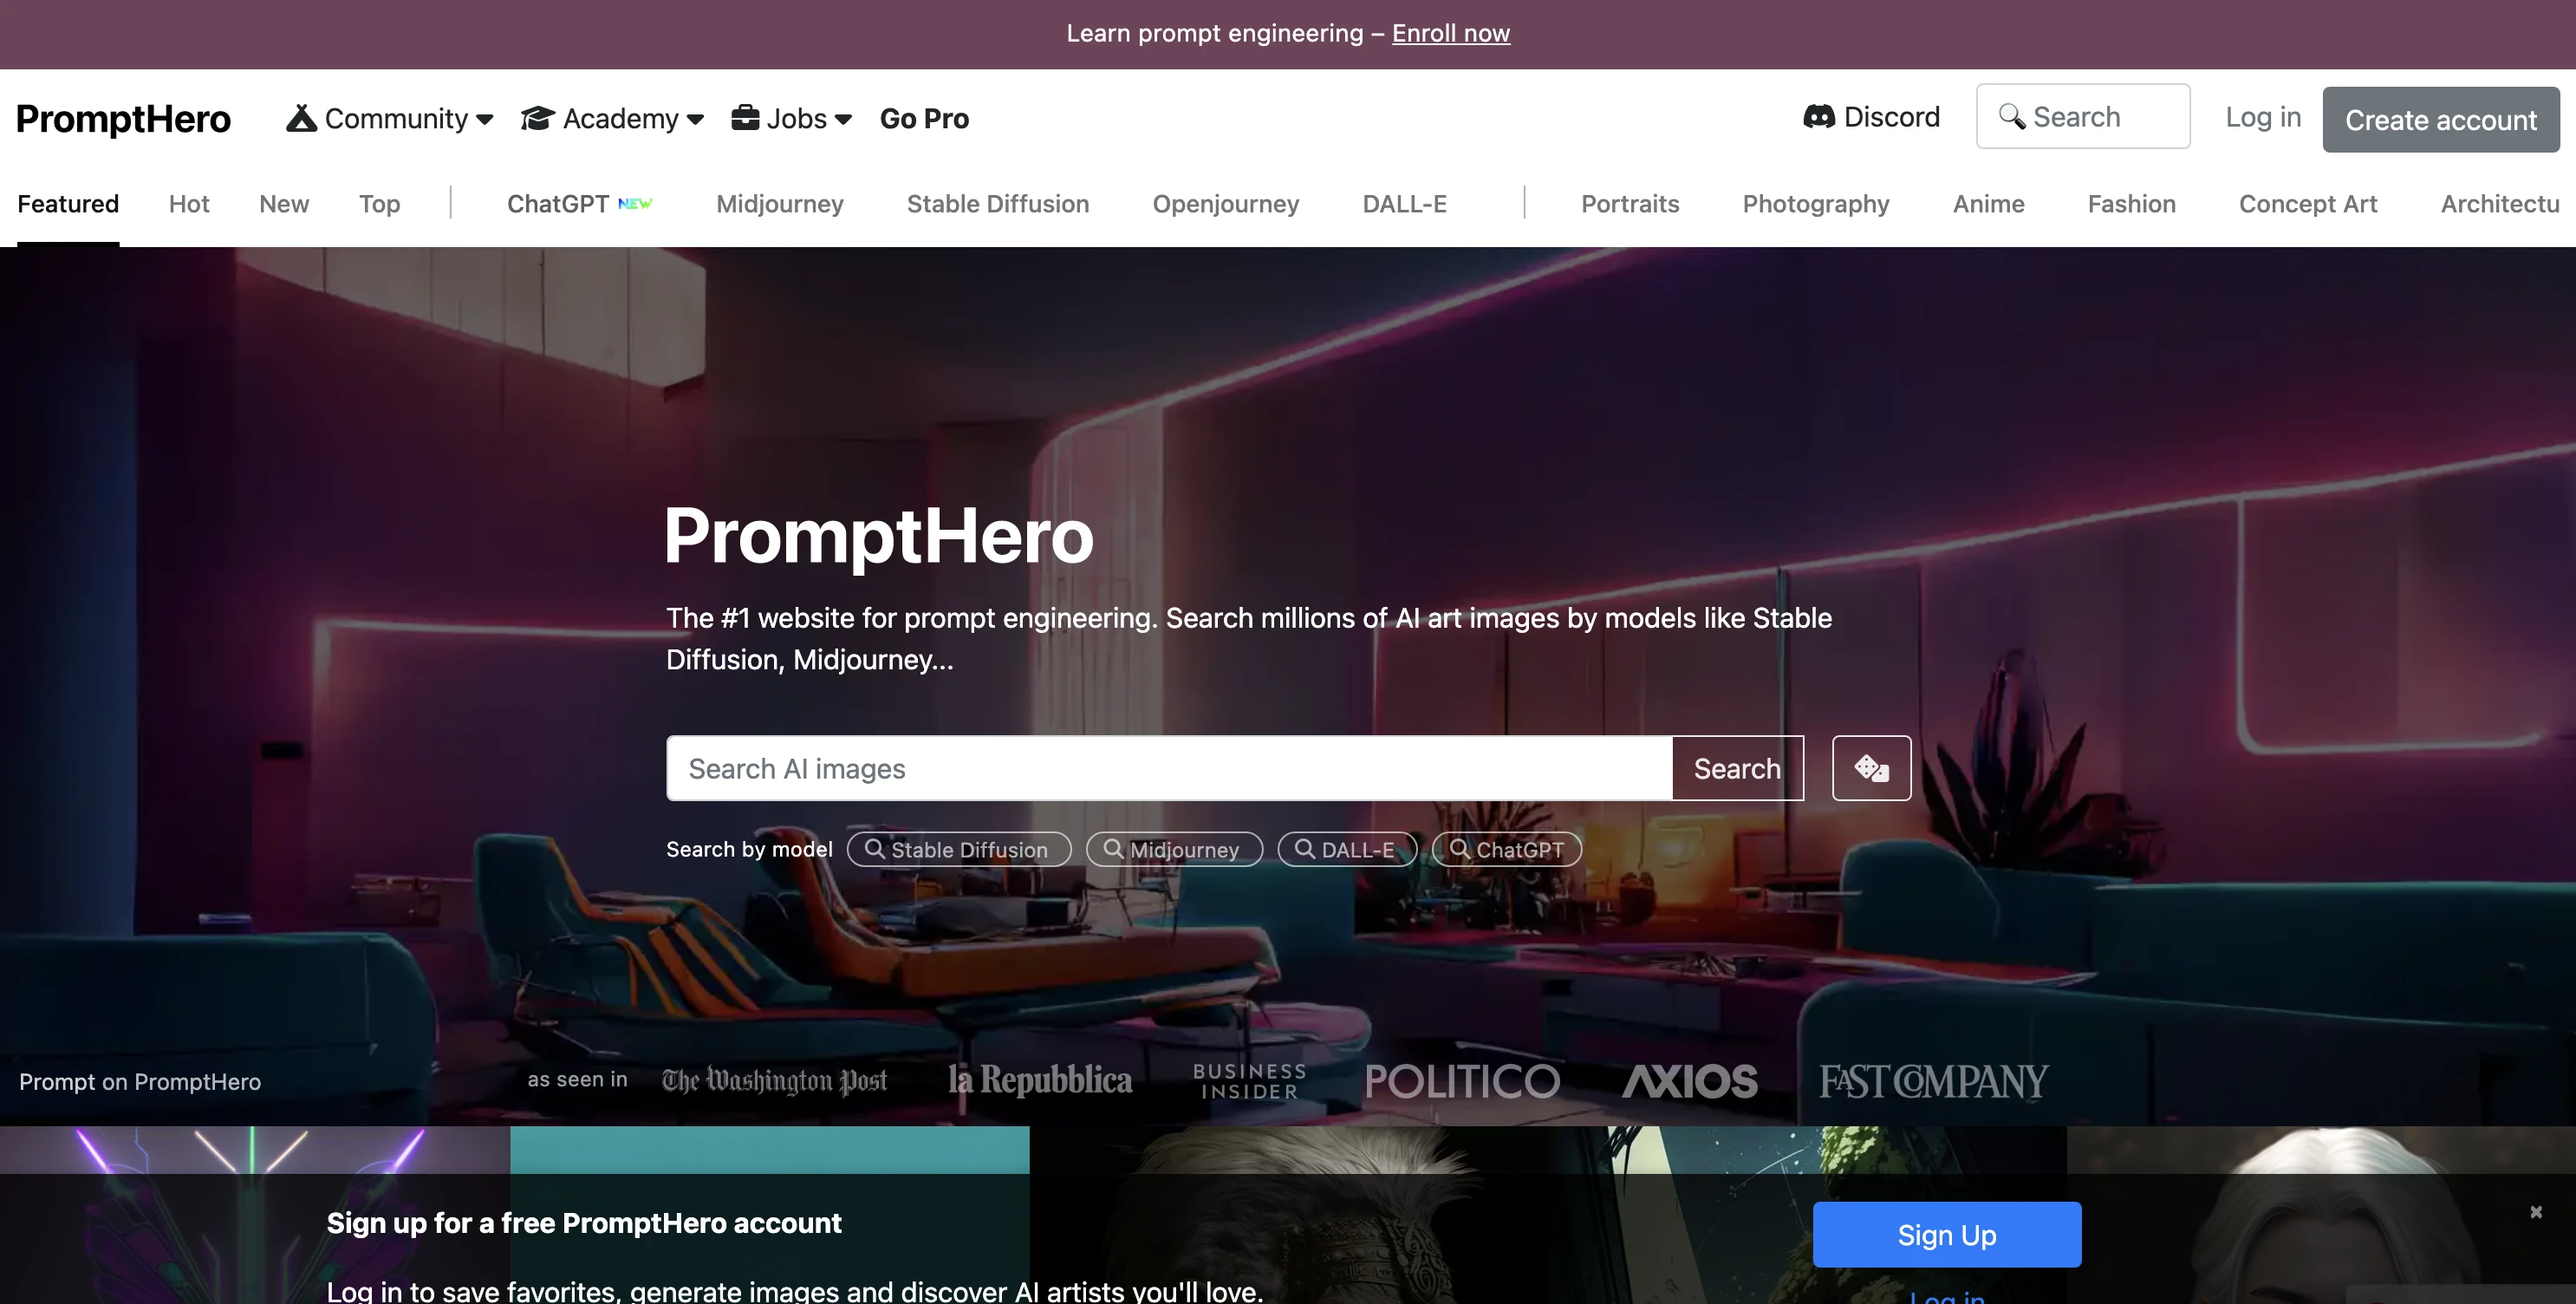 Learn prompt engineering – Enroll now
PromptHero Community Academy Jobs Go Pro Discord Search Log in Create account
Featured Hot New Top ChatGPT NEW Midjourney Stable Diffusion Openjourney DALL-E Portraits Photography Anime Fashion Concept Art Architectu
PromptHero
The #1 website for prompt engineering. Search millions of AI art images by models like Stable
Diffusion, Midjourney...
Search AI images Search
Search by model Stable Diffusion Midjourney DALL-E ChatGPT
Prompt on PromptHero as seen in The Washington Post la Repubblica BUSINESS INSIDER POLITICO AXIOS FAST COMPANY
Sign up for a free PromptHero account
Sign Up
Log in to save favorites, generate images and discover AI artists you'll love.
Log in